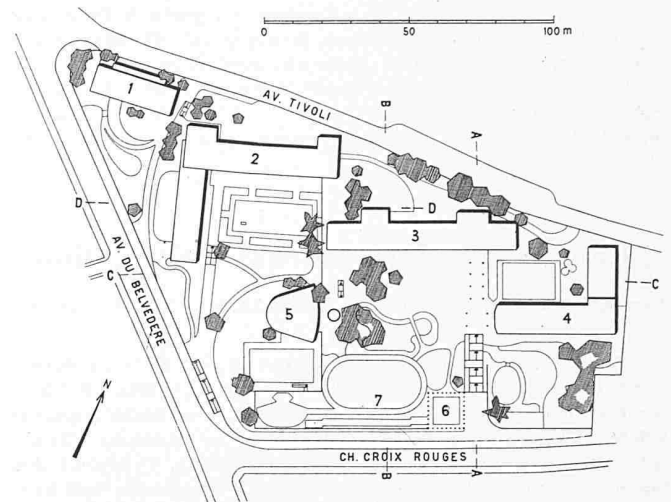 0 50 100 m
AV. TIVOLI
B
A
1
2
D
D
3
AV. DU BELVEDERE
C
C
5
4
7
6
N
CH. CROIX ROUGES
B
A